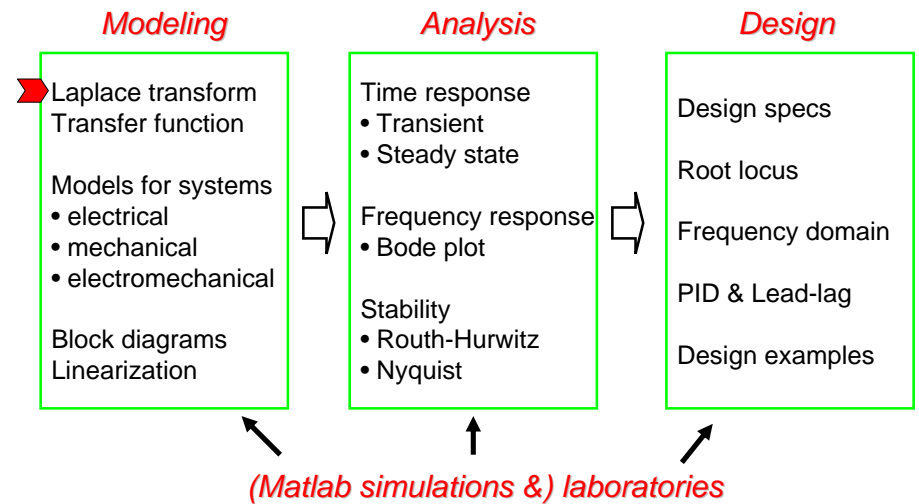 Modeling
Laplace transform
Transfer function
Models for systems
• electrical
• mechanical
• electromechanical
Block diagrams
Linearization
Analysis
Time response
• Transient
• Steady state
Frequency response
• Bode plot
Stability
• Routh-Hurwitz
• Nyquist
Design
Design specs
Root locus
Frequency domain
PID & Lead-lag
Design examples
(Matlab simulations &) laboratories